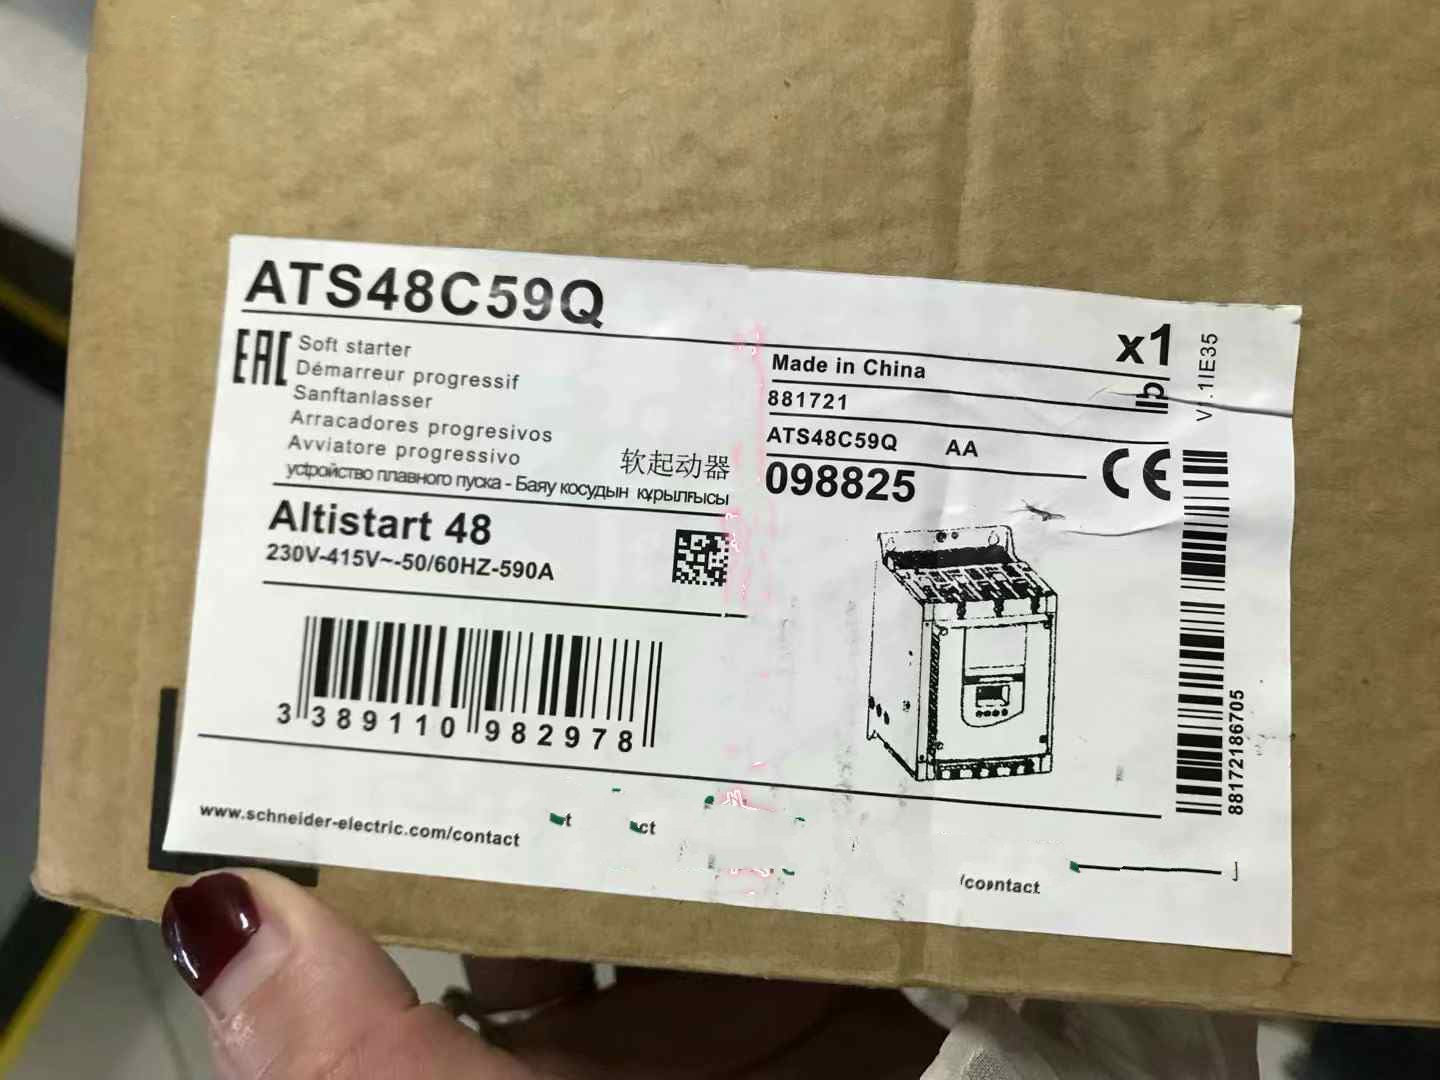 ATS48C59Q
x1
EAC
Soft starter
Démarreur progressif
Sanftanlasser
Arracadores progresivos
Avviatore progressivo
软起动器
устройство плавного пуска - Баяу косудын құрылғысы
Altistart 48
230V-415V~-50/60HZ-590A
3 389110 982978
www.schneider-electric.com/contact
Made in China
881721
ATS48C59Q AA
098825
CE
V1.1IE35
88172186705